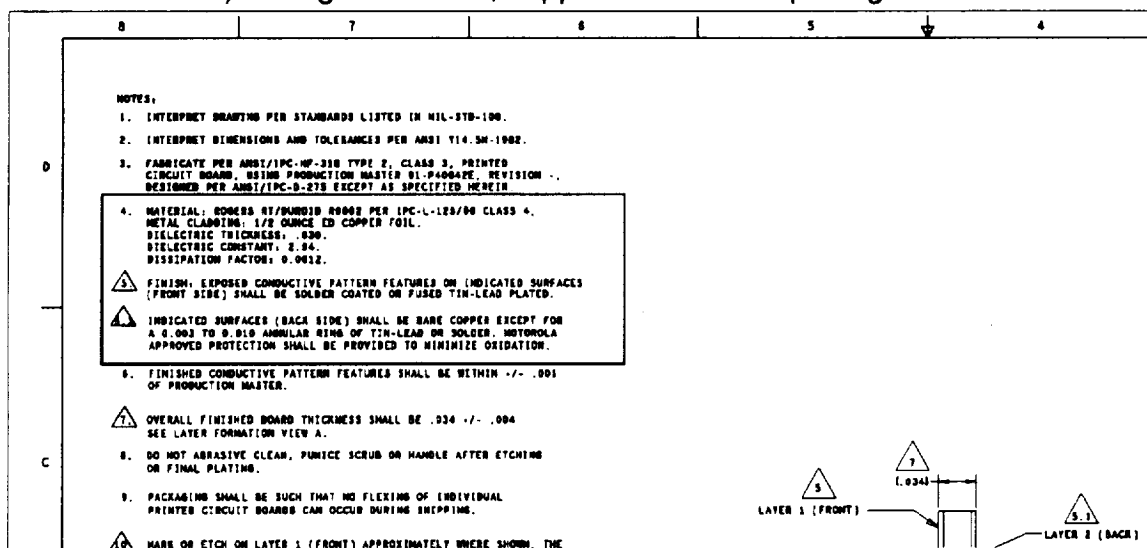 8 7 6 5 4
NOTES:
1. INTERPRET DRAWING PER STANDARDS LISTED IN MIL-STD-100.
2. INTERPRET DIMENSIONS AND TOLERANCES PER ANSI Y14.5M-1982.
D
3. FABRICATE PER ANSI/IPC-HF-318 TYPE 2, CLASS 3, PRINTED
CIRCUIT BOARD, USING PRODUCTION MASTER 01-P40642E, REVISION -,
DESIGNED PER ANSI/IPC-D-275 EXCEPT AS SPECIFIED HEREIN
4. MATERIAL: ROGERS RT/DUROID R6002 PER IPC-L-125/06 CLASS 4,
METAL CLADDING: 1/2 OUNCE ED COPPER FOIL.
DIELECTRIC THICKNESS: .030.
DIELECTRIC CONSTANT: 2.94.
DISSIPATION FACTOR: 0.0012.
5 FINISH: EXPOSED CONDUCTIVE PATTERN FEATURES ON INDICATED SURFACES
(FRONT SIDE) SHALL BE SOLDER COATED OR FUSED TIN-LEAD PLATED.
INDICATED SURFACES (BACK SIDE) SHALL BE BARE COPPER EXCEPT FOR
A 0.003 TO 0.010 ANNULAR RING OF TIN-LEAD OR SOLDER. MOTOROLA
APPROVED PROTECTION SHALL BE PROVIDED TO MINIMIZE OXIDATION.
6. FINISHED CONDUCTIVE PATTERN FEATURES SHALL BE WITHIN +/- .001
OF PRODUCTION MASTER.
7. OVERALL FINISHED BOARD THICKNESS SHALL BE .034 +/- .004
SEE LAYER FORMATION VIEW A.
C
8. DO NOT ABRASIVE CLEAN, PUMICE SCRUB OR HANDLE AFTER ETCHING
OR FINAL PLATING.
9. PACKAGING SHALL BE SUCH THAT NO FLEXING OF INDIVIDUAL
PRINTED CIRCUIT BOARDS CAN OCCUR DURING SHIPPING.
10 MARK OR ETCH ON LAYER 1 (FRONT) APPROXIMATELY WHERE SHOWN, THE
7
(.034)
5
LAYER 1 (FRONT)
5.1
LAYER 2 (BACK)